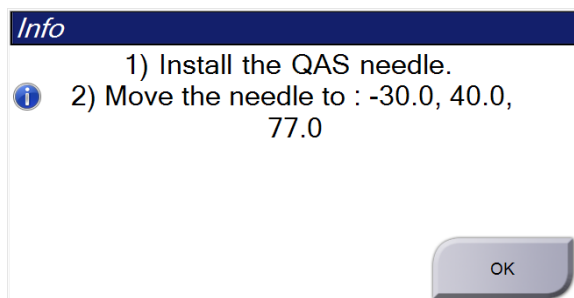 Info
1) Install the QAS needle.
2) Move the needle to : -30.0, 40.0,
77.0
OK